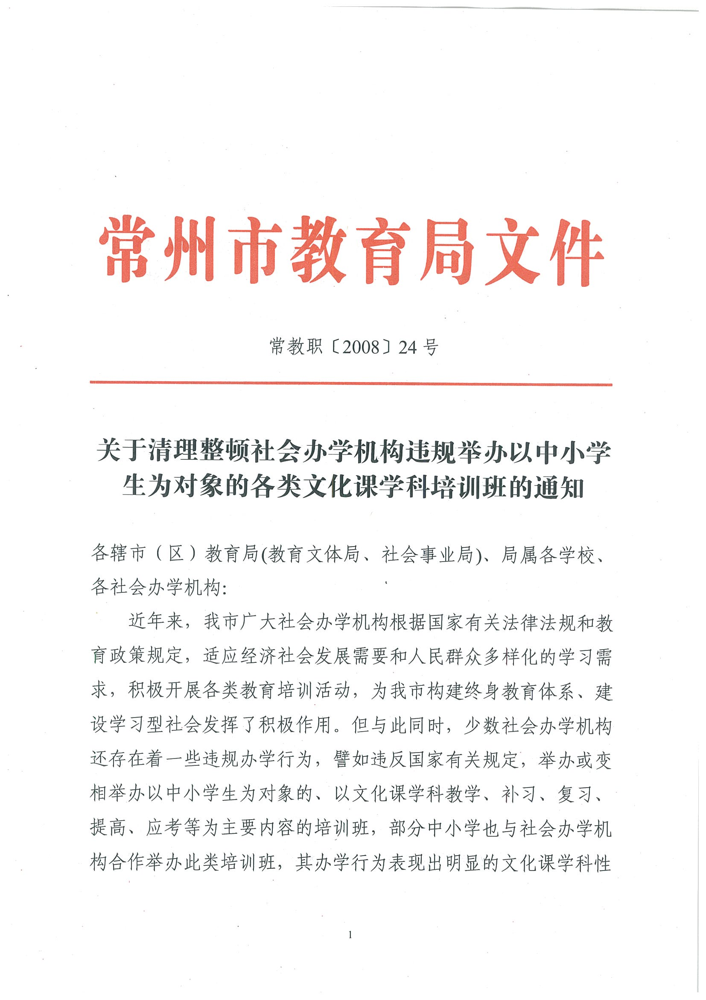 常州市教育局文件
常教职〔2008〕24 号
关于清理整顿社会办学机构违规举办以中小学
生为对象的各类文化课学科培训班的通知
各辖市（区）教育局(教育文体局、社会事业局)、局属各学校、
各社会办学机构:
近年来，我市广大社会办学机构根据国家有关法律法规和教
育政策规定，适应经济社会发展需要和人民群众多样化的学习需
求，积极开展各类教育培训活动，为我市构建终身教育体系、建
设学习型社会发挥了积极作用。但与此同时，少数社会办学机构
还存在着一些违规办学行为，譬如违反国家有关规定，举办或变
相举办以中小学生为对象的、以文化课学科教学、补习、复习、
提高、应考等为主要内容的培训班，部分中小学也与社会办学机
构合作举办此类培训班，其办学行为表现出明显的文化课学科性
1